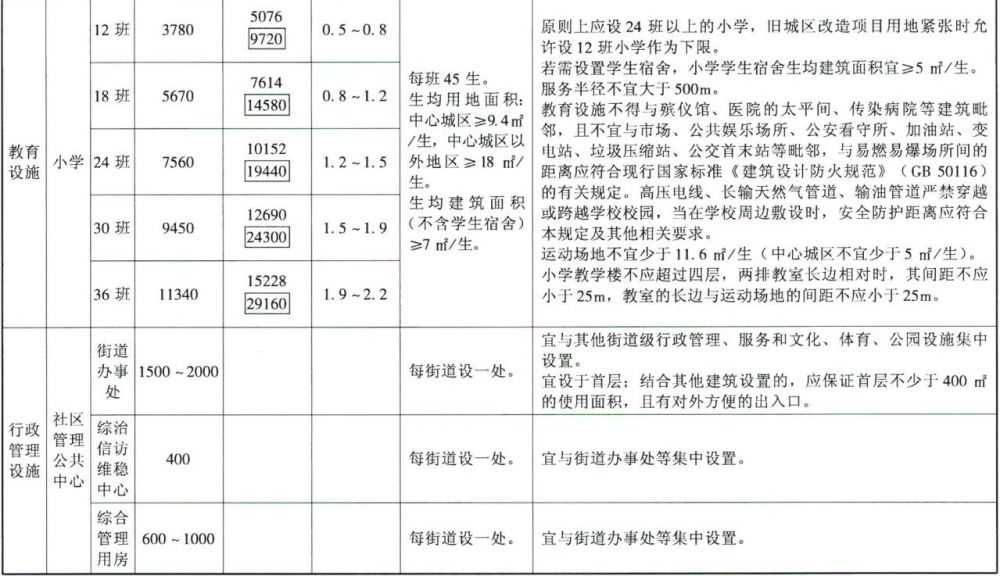 教育设施
小学
12 班
3780
5076
9720
0.5～0.8
18 班
5670
7614
14580
0.8～1.2
24 班
7560
10152
19440
1.2～1.5
30 班
9450
12690
24300
1.5～1.9
36 班
11340
15228
29160
1.9～2.2
每班 45 生。
生均用地面积：
中心城区≥9.4㎡
/生，中心城区以
外地区≥18 ㎡/
生。
生均建筑面积
（不含学生宿舍）
≥7 ㎡/生。
原则上应设 24 班以上的小学，旧城区改造项目用地紧张时允
许设 12 班小学作为下限。
若需设置学生宿舍，小学学生宿舍生均建筑面积宜≥5 ㎡/生。
服务半径不宜大于 500m。
教育设施不得与殡仪馆、医院的太平间、传染病院等建筑毗
邻，且不宜与市场、公共娱乐场所、公安看守所、加油站、变
电站、垃圾压缩站、公交首末站等毗邻，与易燃易爆场所间的
距离应符合现行国家标准《建筑设计防火规范》（GB 50116）
的有关规定。高压电线、长输天然气管道、输油管道严禁穿越
或跨越学校校园，当在学校周边敷设时，安全防护距离应符合
本规定及其他相关要求。
运动场地不宜少于 11.6 ㎡/生（中心城区不宜少于 5 ㎡/生）。
小学教学楼不应超过四层，两排教室长边相对时，其间距不应
小于 25m，教室的长边与运动场地的间距不应小于 25m。
行政
管理
设施
社区
管理
公共
中心
街道
办事
处
1500～2000
每街道设一处。
宜与其他街道级行政管理、服务和文化、体育、公园设施集中
设置。
宜设于首层；结合其他建筑设置的，应保证首层不少于 400 ㎡
的使用面积，且有对外方便的出入口。
综治
信访
维稳
中心
400
每街道设一处。
宜与街道办事处等集中设置。
综合
管理
用房
600～1000
每街道设一处。
宜与街道办事处等集中设置。